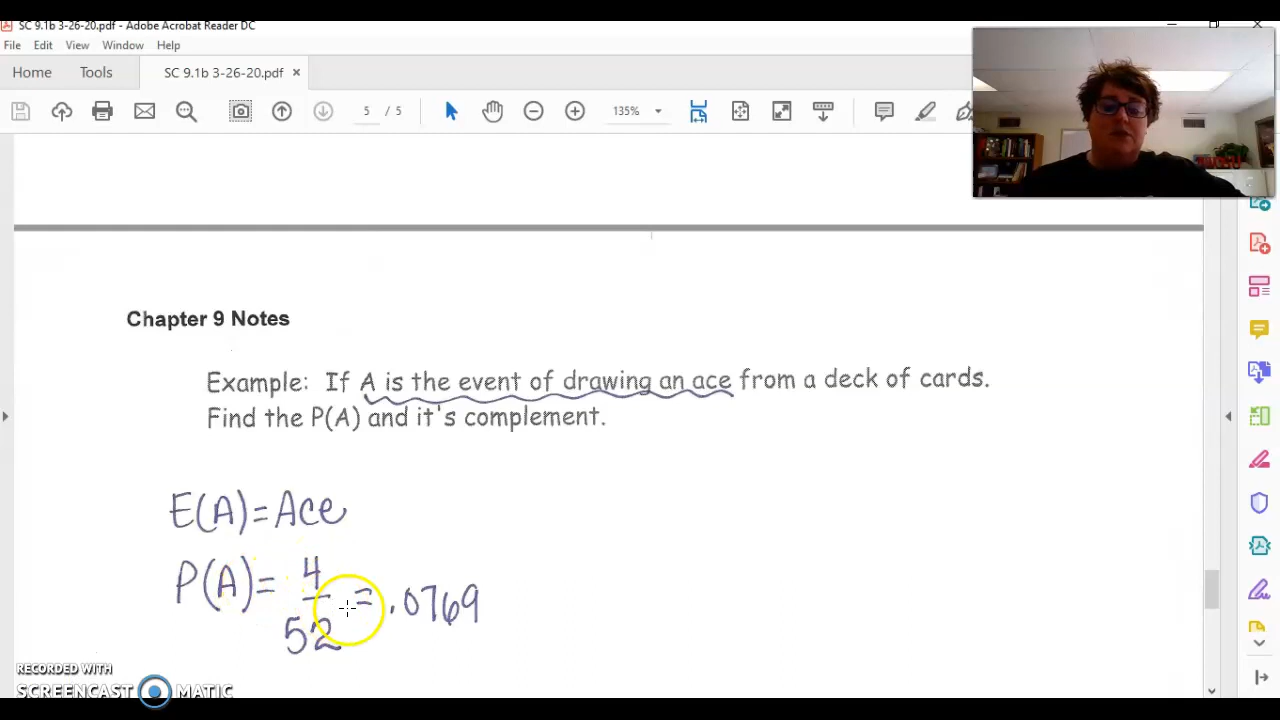 SC 9.1b 3-26-20.pdf - Adobe Acrobat Reader DC
File Edit View Window Help
Home Tools SC 9.1b 3-26-20.pdf ×
5 / 5 135%
Chapter 9 Notes
Example: If A is the event of drawing an ace from a deck of cards.
Find the P(A) and it's complement.
E(A)=Ace
P(A)= 4/52 = .0769
RECORDED WITH
SCREENCAST MATIC